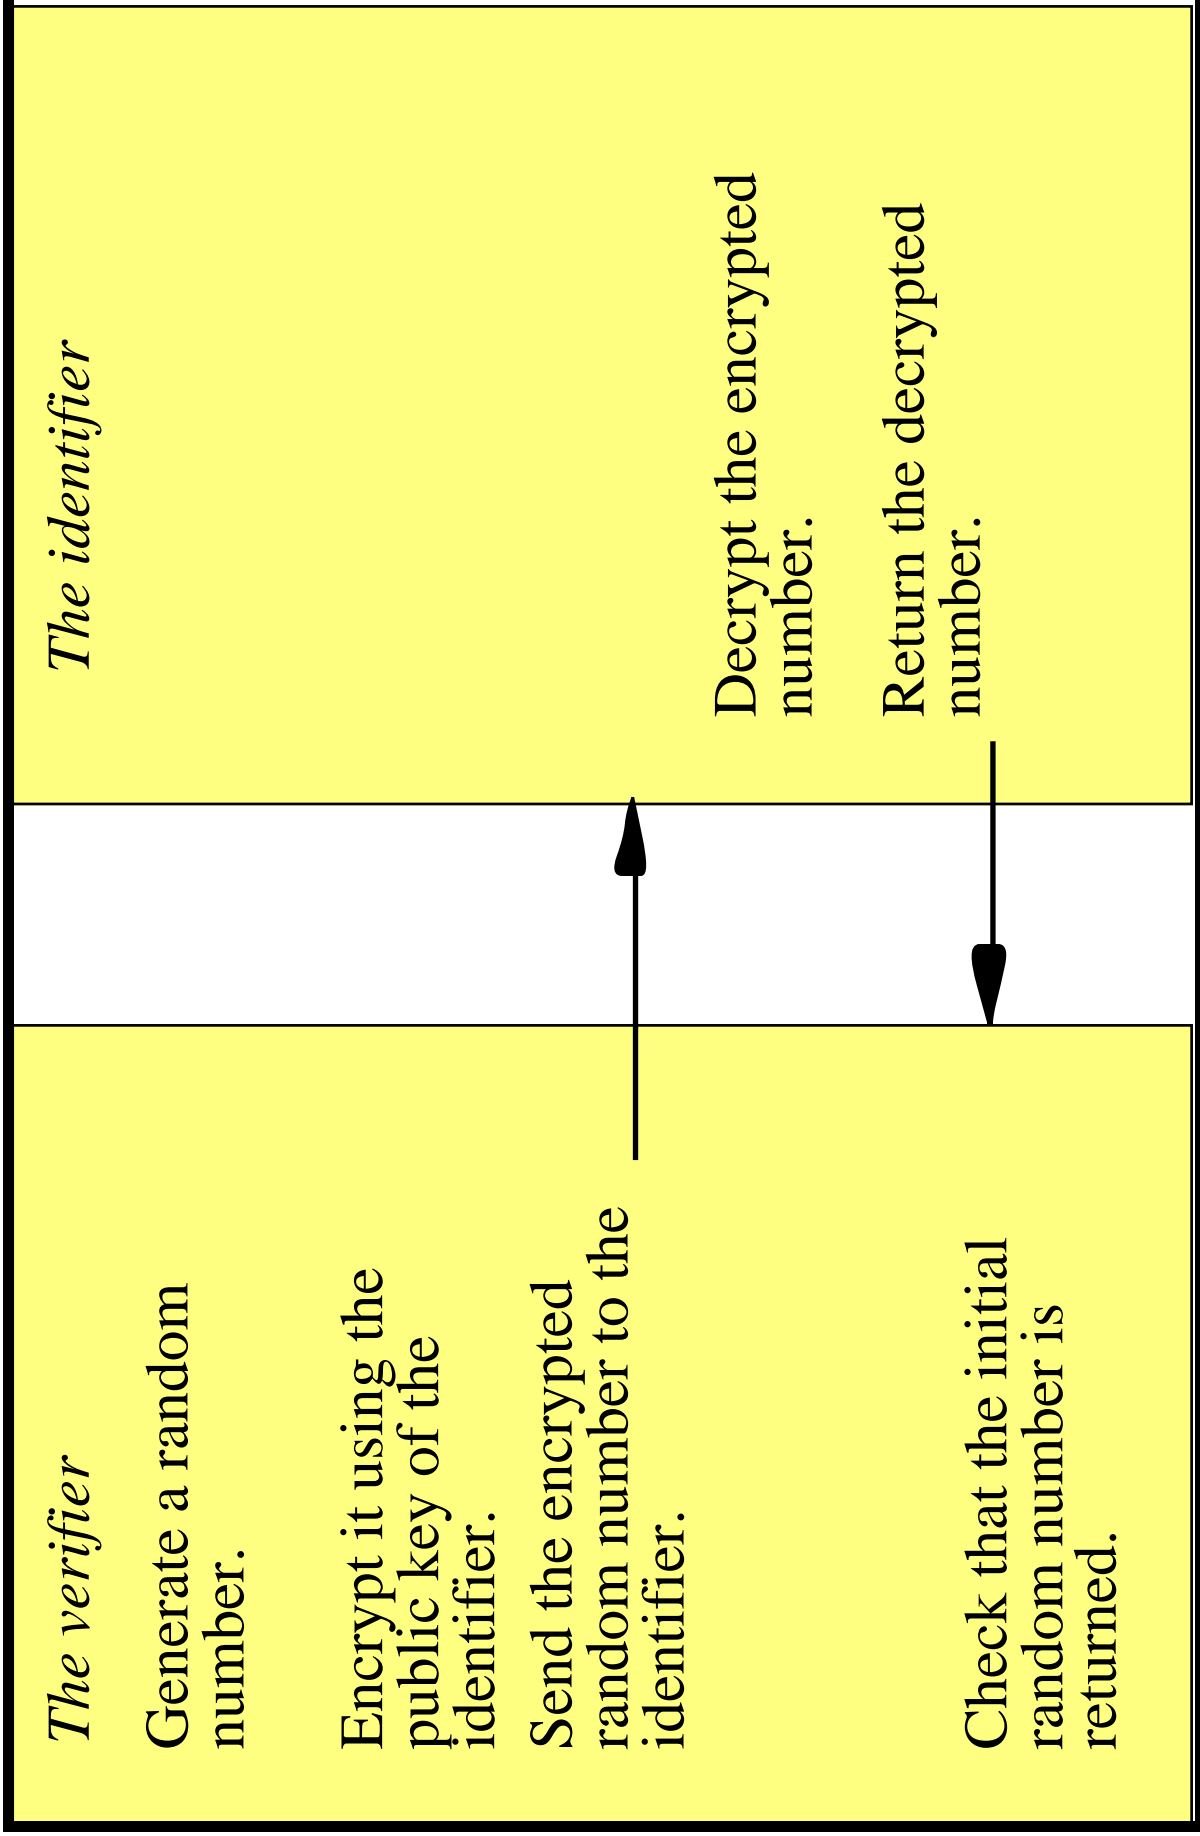 The verifier
Generate a random
number.
Encrypt it using the
public key of the
identifier.
Send the encrypted
random number to the
identifier.
Check that the initial
random number is
returned.
The identifier
Decrypt the encrypted
number.
Return the decrypted
number.